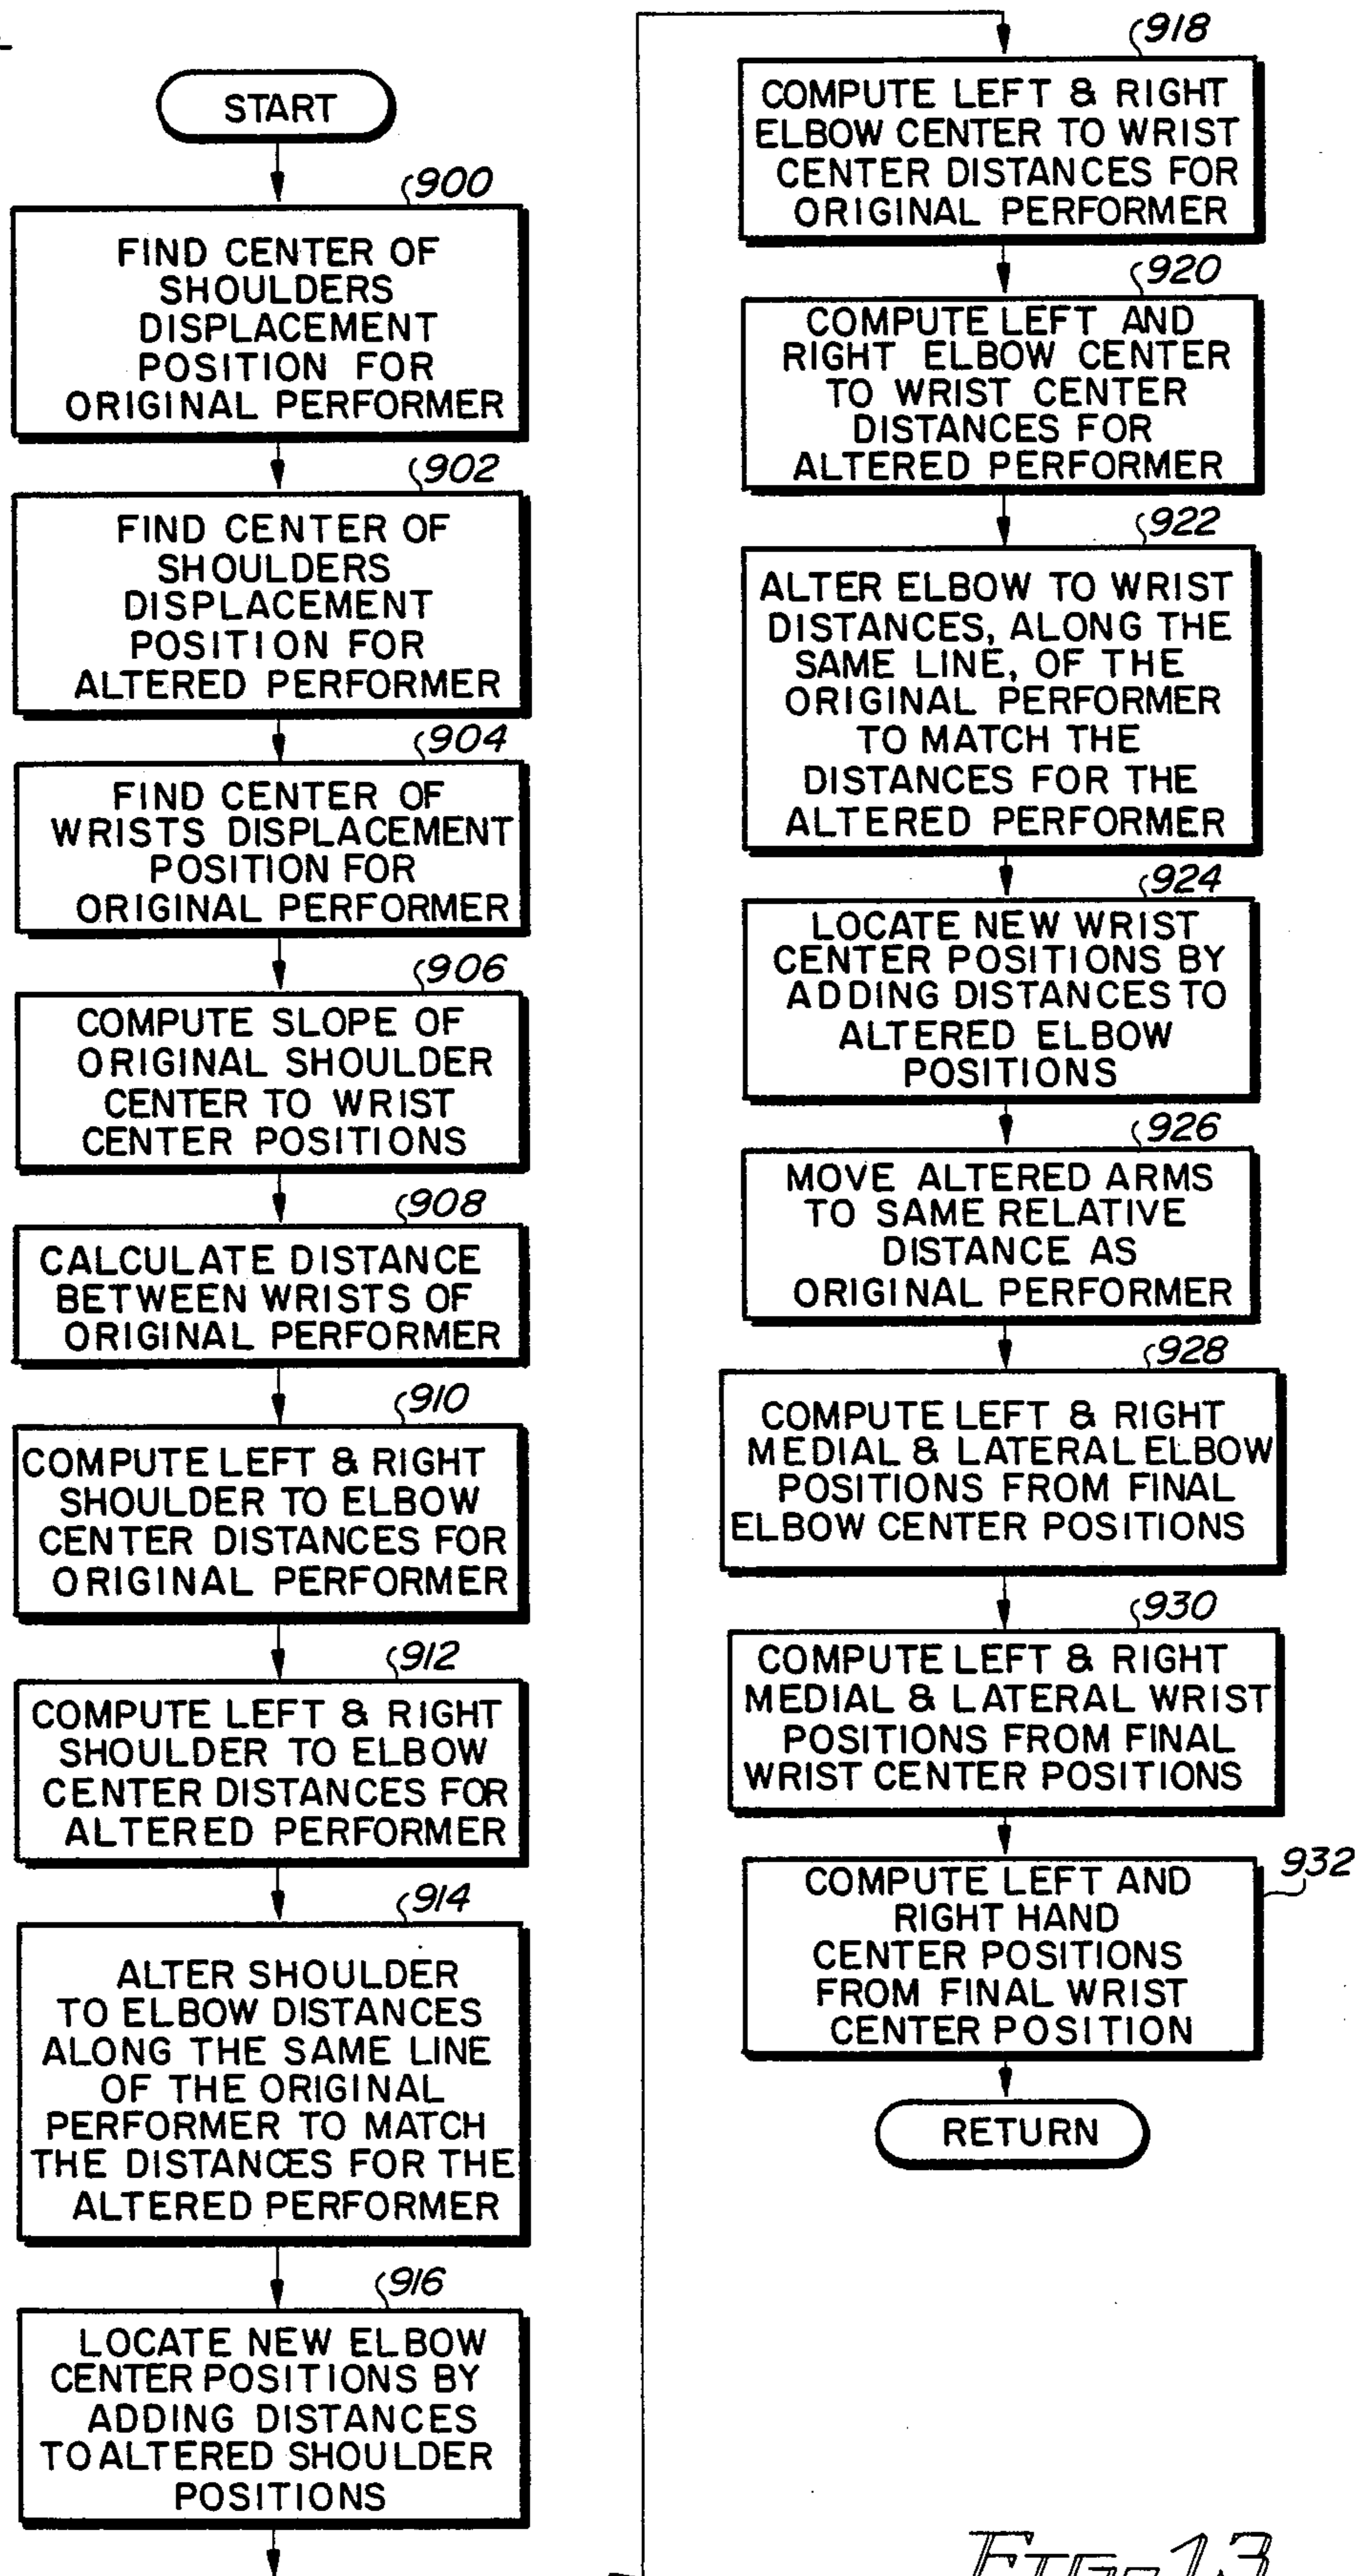 START
900
FIND CENTER OF
SHOULDERS
DISPLACEMENT
POSITION FOR
ORIGINAL PERFORMER
902
FIND CENTER OF
SHOULDERS
DISPLACEMENT
POSITION FOR
ALTERED PERFORMER
904
FIND CENTER OF
WRISTS DISPLACEMENT
POSITION FOR
ORIGINAL PERFORMER
906
COMPUTE SLOPE OF
ORIGINAL SHOULDER
CENTER TO WRIST
CENTER POSITIONS
908
CALCULATE DISTANCE
BETWEEN WRISTS OF
ORIGINAL PERFORMER
910
COMPUTE LEFT & RIGHT
SHOULDER TO ELBOW
CENTER DISTANCES FOR
ORIGINAL PERFORMER
912
COMPUTE LEFT & RIGHT
SHOULDER TO ELBOW
CENTER DISTANCES FOR
ALTERED PERFORMER
914
ALTER SHOULDER
TO ELBOW DISTANCES
ALONG THE SAME LINE
OF THE ORIGINAL
PERFORMER TO MATCH
THE DISTANCES FOR THE
ALTERED PERFORMER
916
LOCATE NEW ELBOW
CENTER POSITIONS BY
ADDING DISTANCES
TO ALTERED SHOULDER
POSITIONS
918
COMPUTE LEFT & RIGHT
ELBOW CENTER TO WRIST
CENTER DISTANCES FOR
ORIGINAL PERFORMER
920
COMPUTE LEFT AND
RIGHT ELBOW CENTER
TO WRIST CENTER
DISTANCES FOR
ALTERED PERFORMER
922
ALTER ELBOW TO WRIST
DISTANCES, ALONG THE
SAME LINE, OF THE
ORIGINAL PERFORMER
TO MATCH THE
DISTANCES FOR THE
ALTERED PERFORMER
924
LOCATE NEW WRIST
CENTER POSITIONS BY
ADDING DISTANCES TO
ALTERED ELBOW
POSITIONS
926
MOVE ALTERED ARMS
TO SAME RELATIVE
DISTANCE AS
ORIGINAL PERFORMER
928
COMPUTE LEFT & RIGHT
MEDIAL & LATERAL ELBOW
POSITIONS FROM FINAL
ELBOW CENTER POSITIONS
930
COMPUTE LEFT & RIGHT
MEDIAL & LATERAL WRIST
POSITIONS FROM FINAL
WRIST CENTER POSITIONS
932
COMPUTE LEFT AND
RIGHT HAND
CENTER POSITIONS
FROM FINAL WRIST
CENTER POSITION
RETURN
FIG. 13